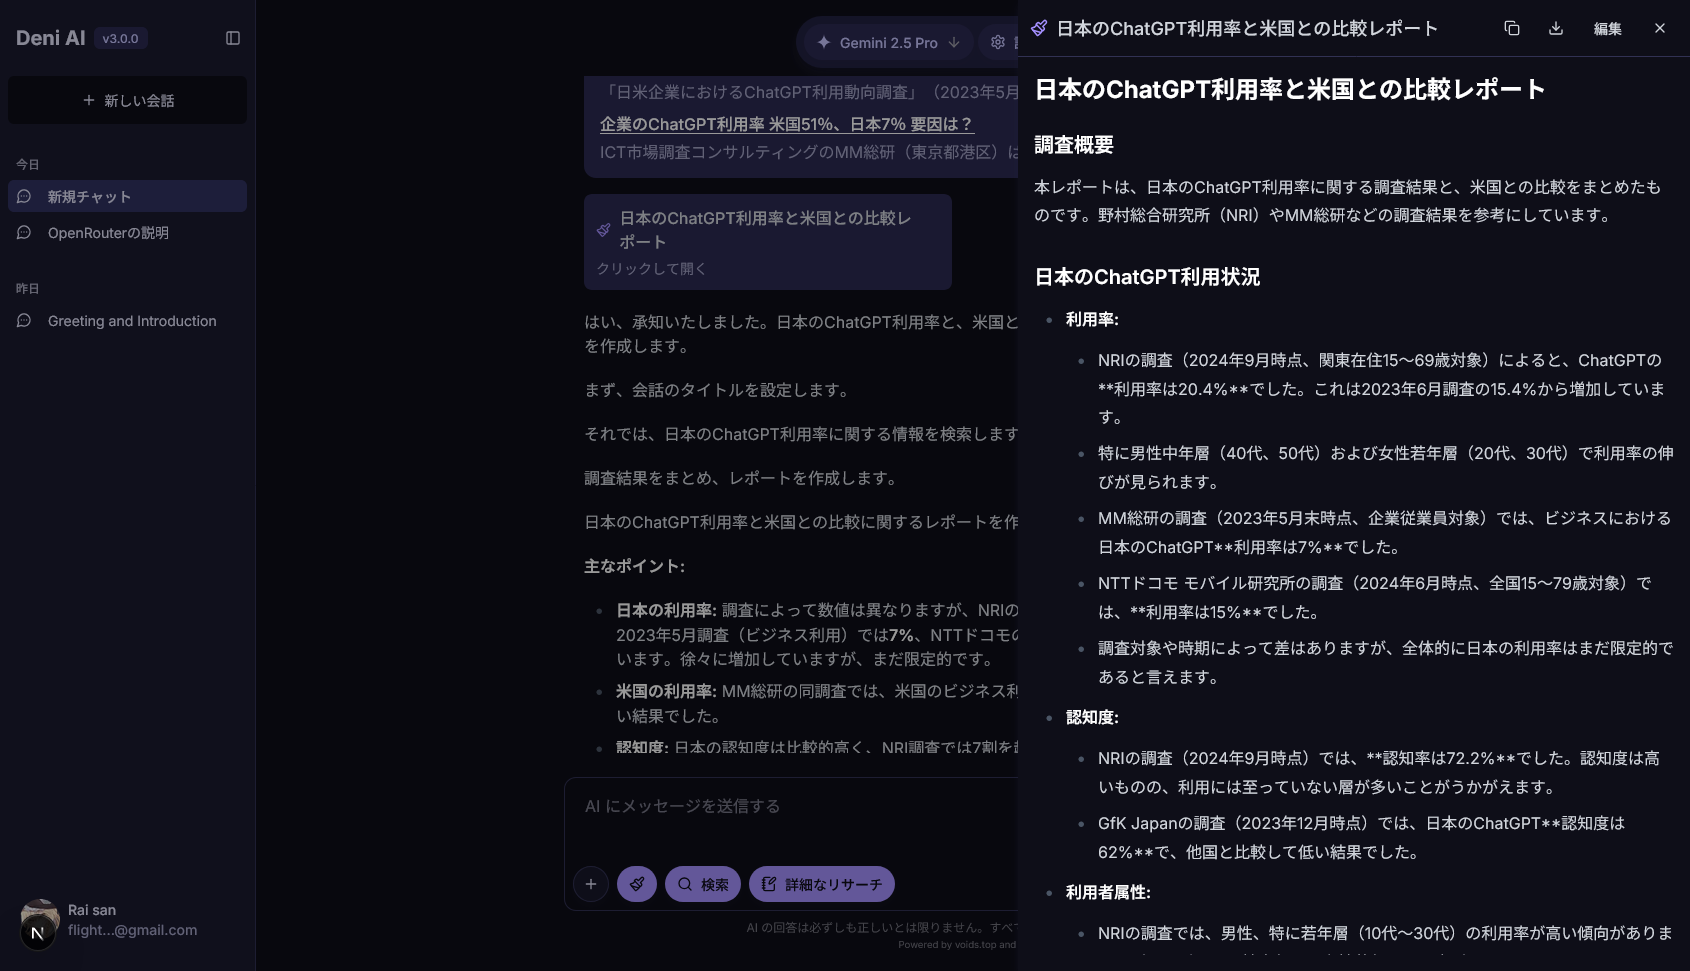 Deni AI v3.0.0
新しい会話
今日
新規チャット
OpenRouterの説明
昨日
Greeting and Introduction
Rai san
flight...@gmail.com
N
Gemini 2.5 Pro
「日米企業におけるChatGPT利用動向調査」（2023年5月
企業のChatGPT利用率 米国51%、日本7% 要因は？
ICT市場調査コンサルティングのMM総研（東京都港区）は
日本のChatGPT利用率と米国との比較レ
ポート
クリックして開く
はい、承知いたしました。日本のChatGPT利用率と、米国と
を作成します。
まず、会話のタイトルを設定します。
それでは、日本のChatGPT利用率に関する情報を検索します
調査結果をまとめ、レポートを作成します。
日本のChatGPT利用率と米国との比較に関するレポートを作
主なポイント:
日本の利用率: 調査によって数値は異なりますが、NRIの
2023年5月調査（ビジネス利用）では7%、NTTドコモの
います。徐々に増加していますが、まだ限定的です。
米国の利用率: MM総研の同調査では、米国のビジネス利
い結果でした。
認知度: 日本の認知度は比較的高く、NRI調査では7割を超
AI にメッセージを送信する
検索
詳細なリサーチ
AI の回答は必ずしも正しいとは限りません。すべて
Powered by voids.top and
日本のChatGPT利用率と米国との比較レポート
編集
日本のChatGPT利用率と米国との比較レポート
調査概要
本レポートは、日本のChatGPT利用率に関する調査結果と、米国との比較をまとめたも
のです。野村総合研究所（NRI）やMM総研などの調査結果を参考にしています。
日本のChatGPT利用状況
利用率:
NRIの調査（2024年9月時点、関東在住15〜69歳対象）によると、ChatGPTの
**利用率は20.4%**でした。これは2023年6月調査の15.4%から増加していま
す。
特に男性中年層（40代、50代）および女性若年層（20代、30代）で利用率の伸
びが見られます。
MM総研の調査（2023年5月末時点、企業従業員対象）では、ビジネスにおける
日本のChatGPT**利用率は7%**でした。
NTTドコモ モバイル研究所の調査（2024年6月時点、全国15〜79歳対象）で
は、**利用率は15%**でした。
調査対象や時期によって差はありますが、全体的に日本の利用率はまだ限定的で
あると言えます。
認知度:
NRIの調査（2024年9月時点）では、**認知率は72.2%**でした。認知度は高
いものの、利用には至っていない層が多いことがうかがえます。
GfK Japanの調査（2023年12月時点）では、日本のChatGPT**認知度は
62%**で、他国と比較して低い結果でした。
利用者属性:
NRIの調査では、男性、特に若年層（10代〜30代）の利用率が高い傾向がありま